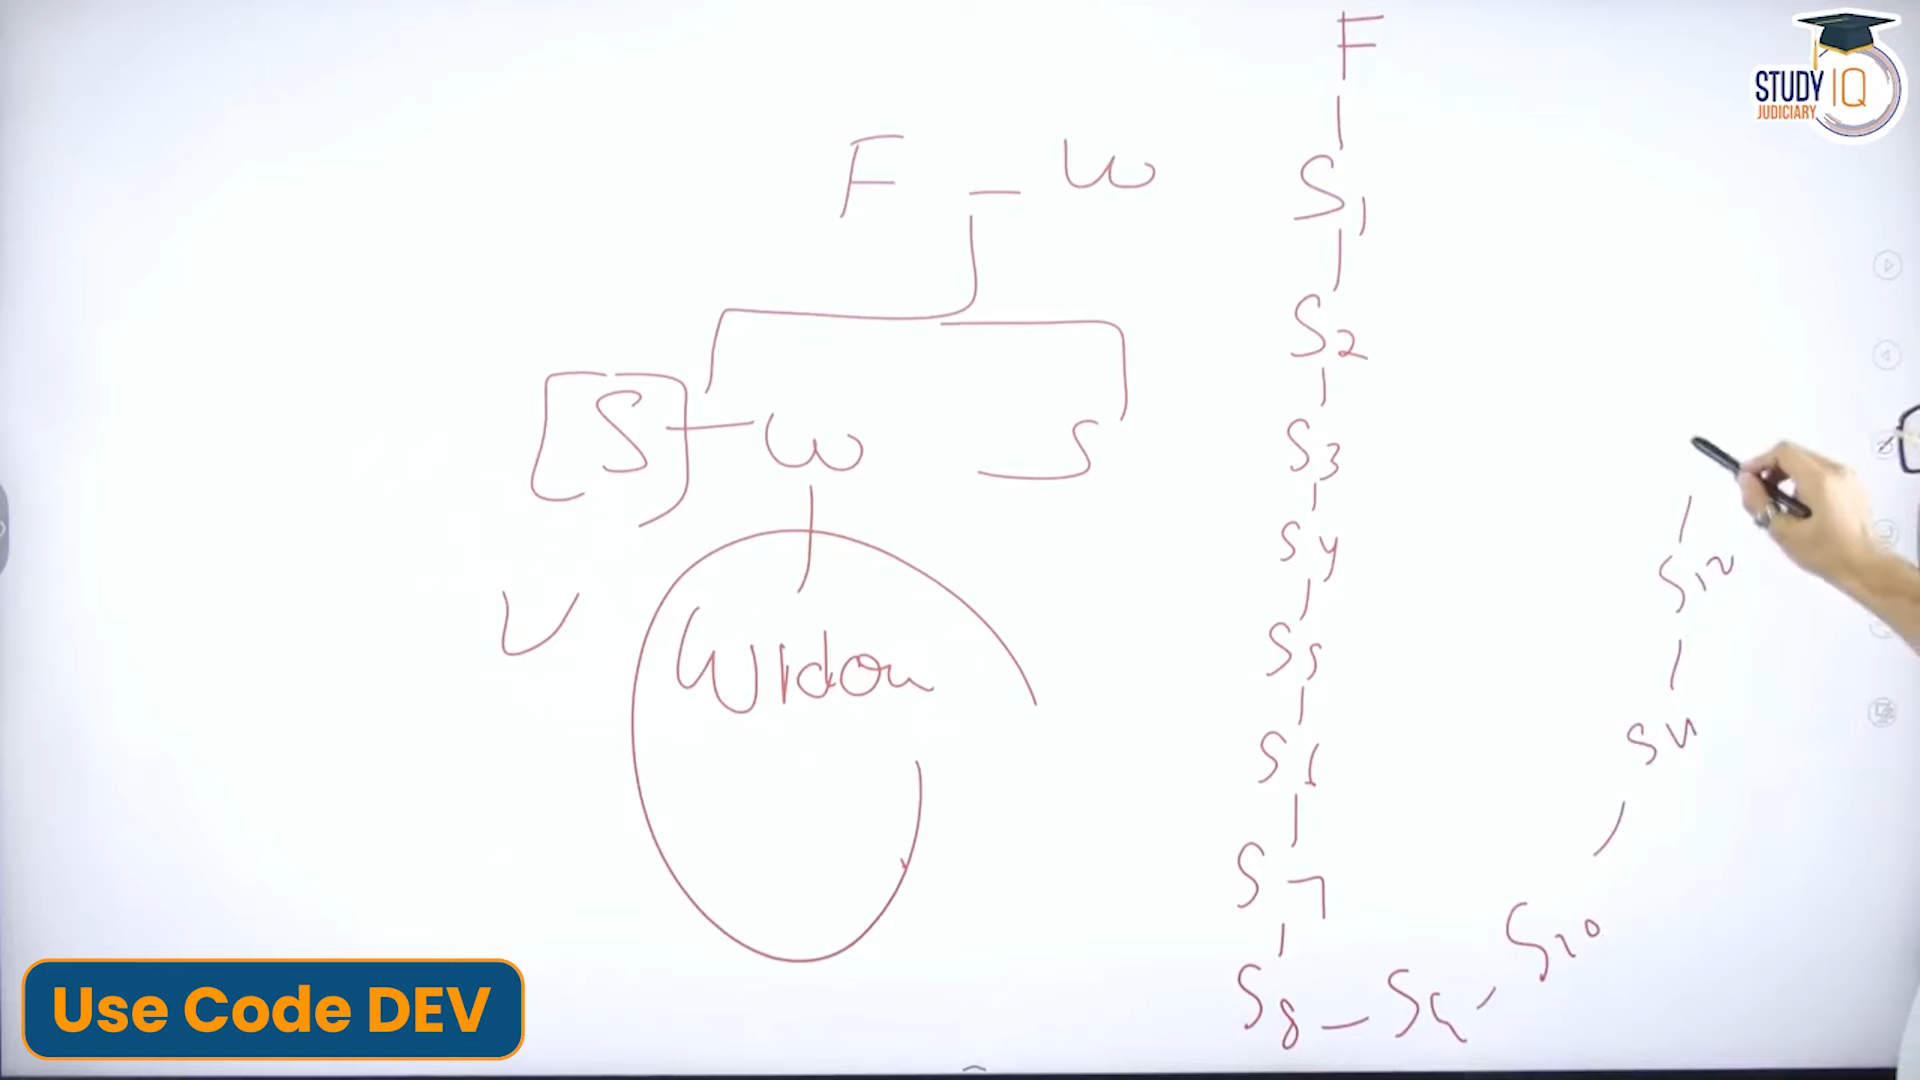 F
STUDY IQ
JUDICIARY
F - W
S1
S2
S - W
S
S3
S4
V
Widow
S5
S12
S6
S11
S7
S10
S8 - S9
Use Code DEV